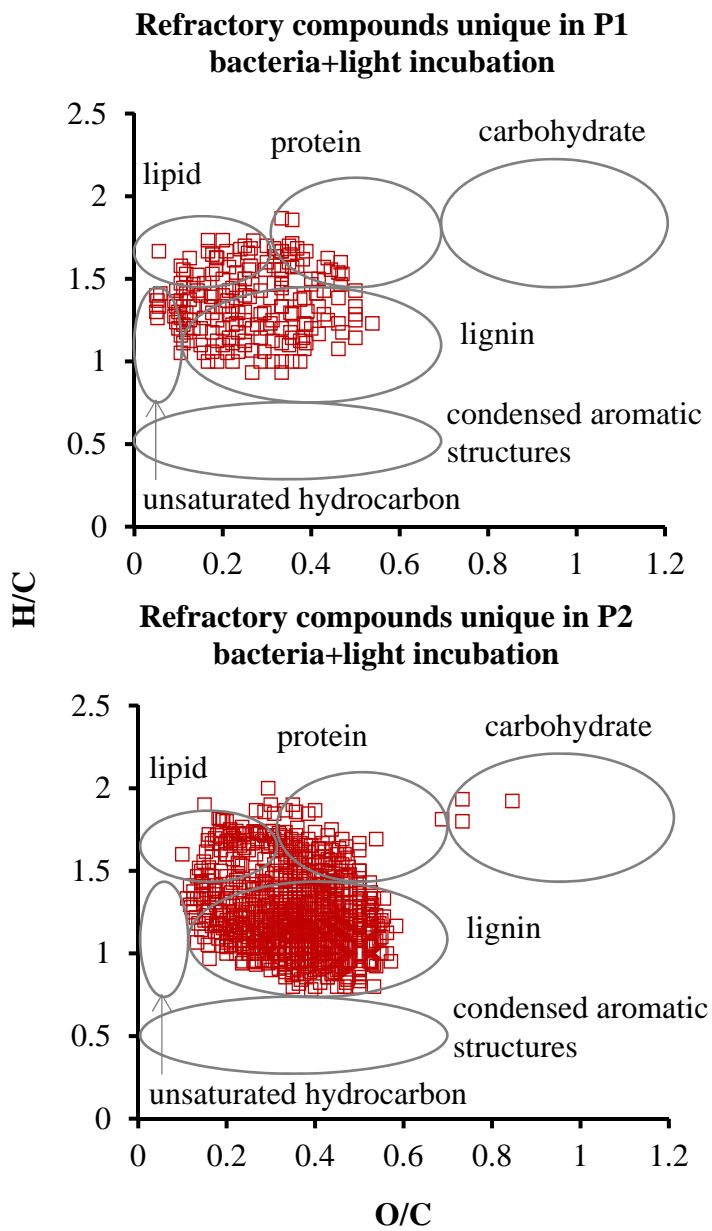 Refractory compounds unique in P1
bacteria+light incubation
2.5
2
1.5
1
0.5
0
0
0.2
0.4
0.6
0.8
1
1.2
lipid
protein
carbohydrate
lignin
condensed aromatic
structures
unsaturated hydrocarbon
H/C
Refractory compounds unique in P2
bacteria+light incubation
2.5
2
1.5
1
0.5
0
0
0.2
0.4
0.6
0.8
1
1.2
lipid
protein
carbohydrate
lignin
condensed aromatic
structures
unsaturated hydrocarbon
O/C